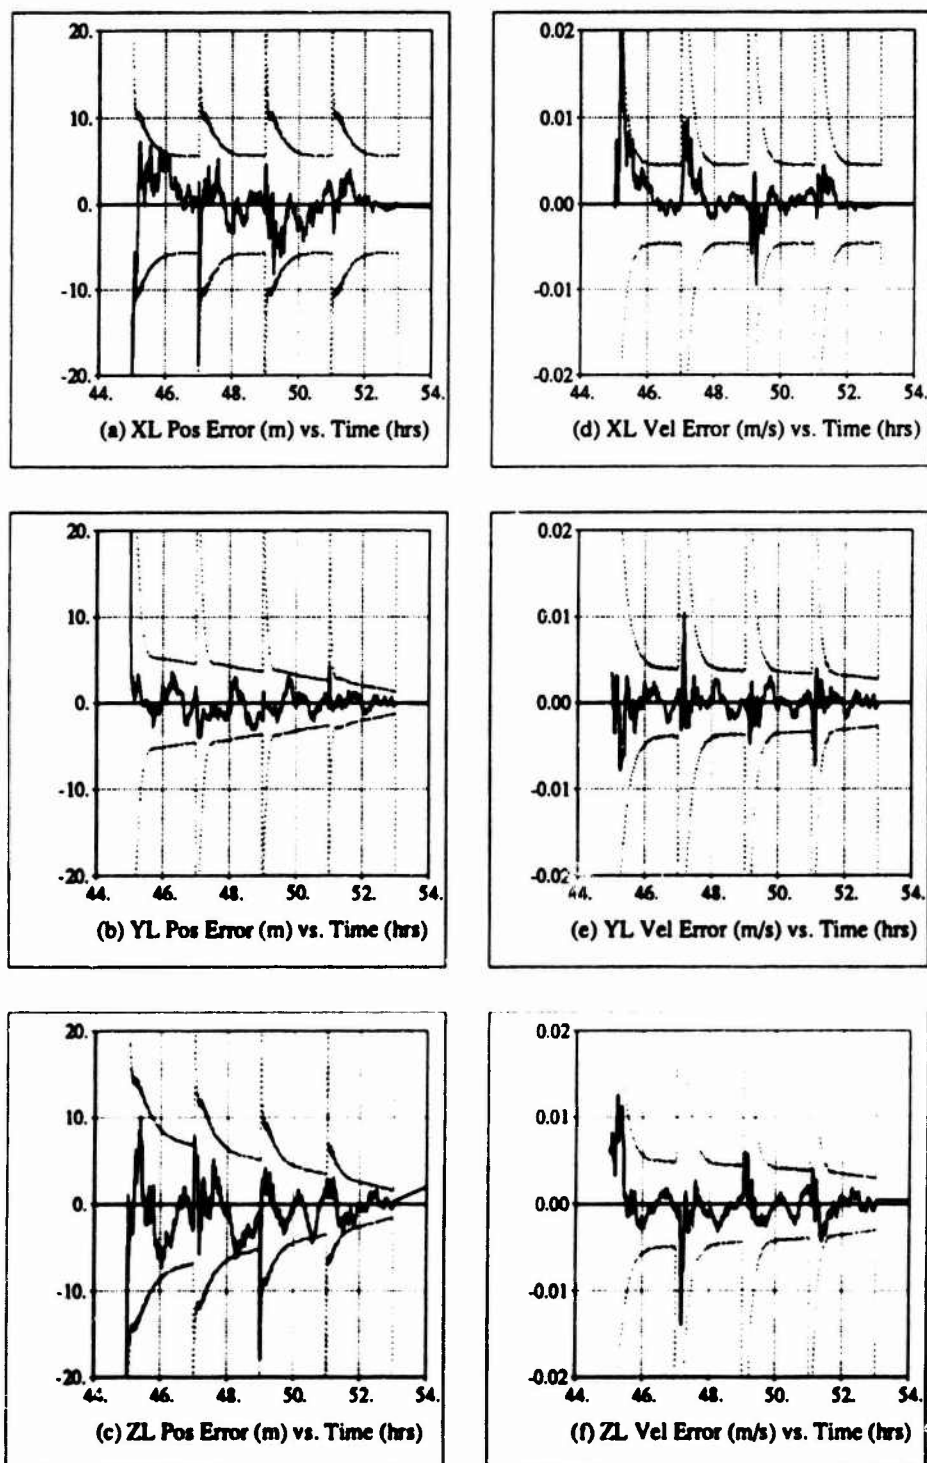 20.
10.
0.
-10.
-20.
44. 46. 48. 50. 52. 54.
(a) XL Pos Error (m) vs. Time (hrs)
0.02
0.01
0.00
-0.01
-0.02
44. 46. 48. 50. 52. 54.
(d) XL Vel Error (m/s) vs. Time (hrs)
20.
10.
0.
-10.
-20.
44. 46. 48. 50. 52. 54.
(b) YL Pos Error (m) vs. Time (hrs)
0.02
0.01
0.00
-0.01
-0.02
44. 46. 48. 50. 52. 54.
(e) YL Vel Error (m/s) vs. Time (hrs)
20.
10.
0.
-10.
-20.
44. 46. 48. 50. 52. 54.
(c) ZL Pos Error (m) vs. Time (hrs)
0.02
0.01
0.00
-0.01
-0.02
44. 46. 48. 50. 52. 54.
(f) ZL Vel Error (m/s) vs. Time (hrs)